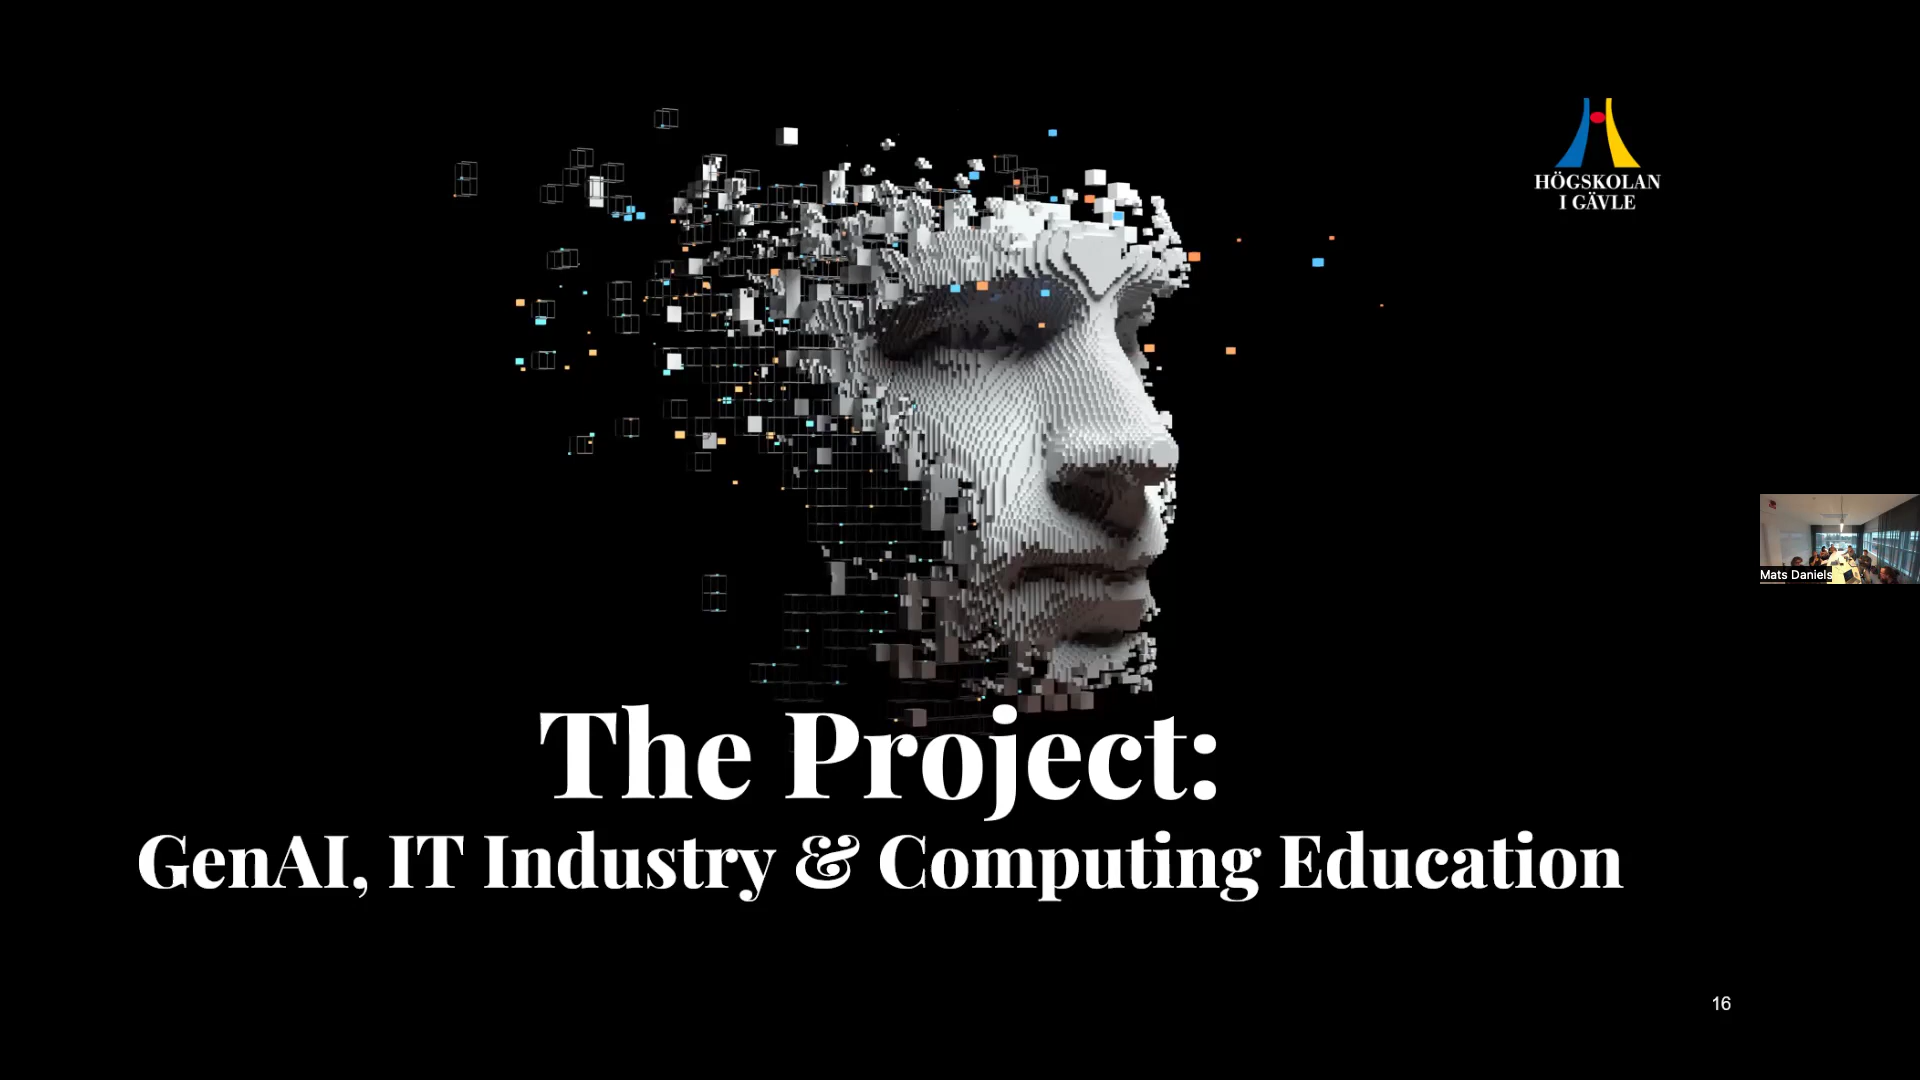 HÖGSKOLAN
I GÄVLE
Mats Daniels
The Project:
GenAI, IT Industry & Computing Education
16